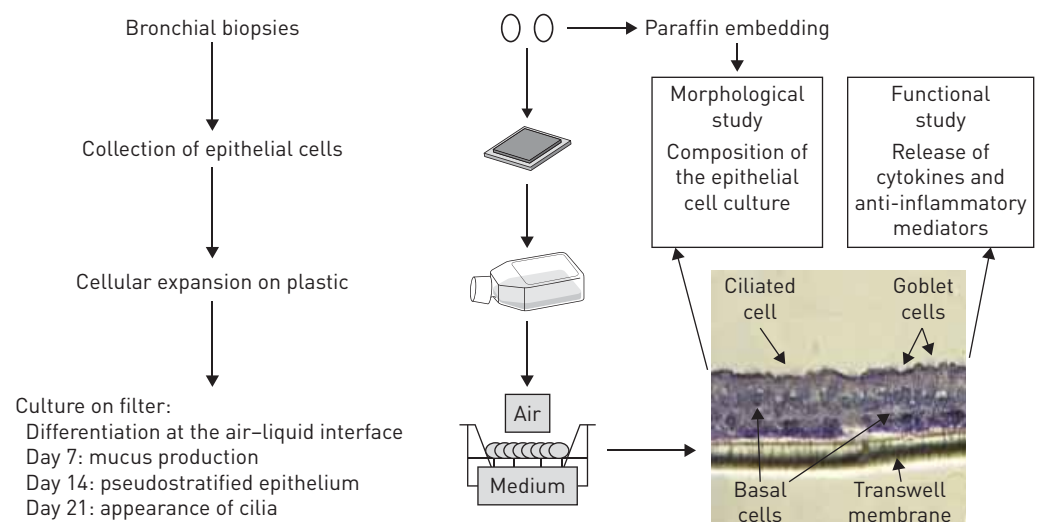 Bronchial biopsies
Collection of epithelial cells
Cellular expansion on plastic
Culture on filter:
Differentiation at the air–liquid interface
Day 7: mucus production
Day 14: pseudostratified epithelium
Day 21: appearance of cilia
Air
Medium
Paraffin embedding
Morphological
study
Composition of
the epithelial
cell culture
Functional
study
Release of
cytokines and
anti-inflammatory
mediators
Ciliated
cell
Goblet
cells
Basal
cells
Transwell
membrane